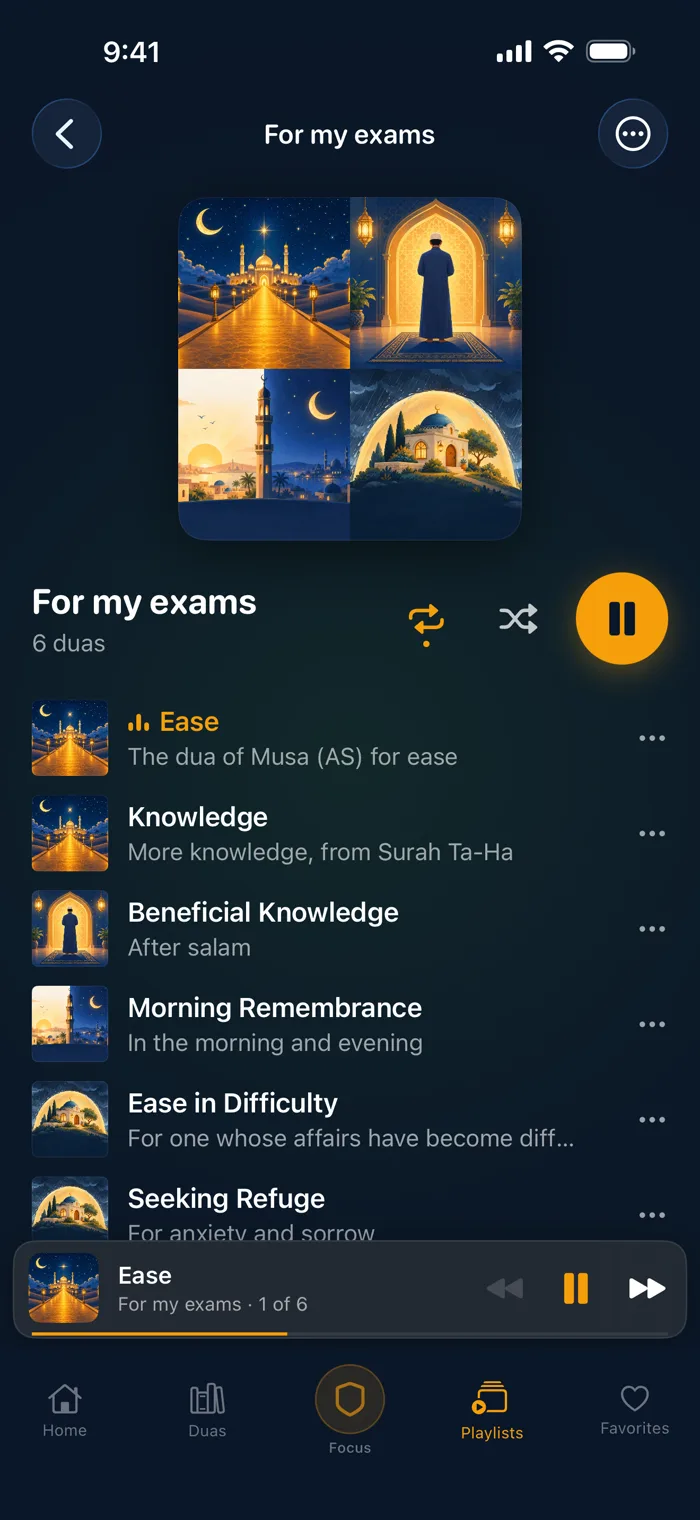 9:41
For my exams
For my exams
6 duas
Ease
The dua of Musa (AS) for ease
Knowledge
More knowledge, from Surah Ta-Ha
Beneficial Knowledge
After salam
Morning Remembrance
In the morning and evening
Ease in Difficulty
For one whose affairs have become diff...
Seeking Refuge
For anxiety and sorrow
Ease
For my exams · 1 of 6
Home
Duas
Focus
Playlists
Favorites